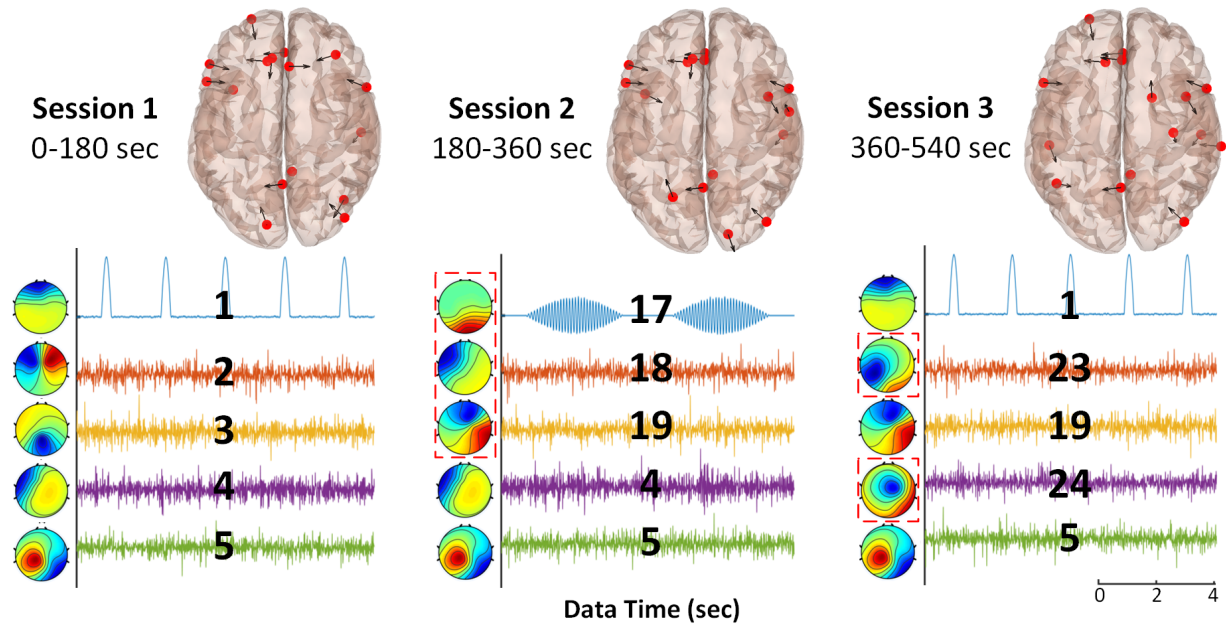 Session 1
0-180 sec
Session 2
180-360 sec
Session 3
360-540 sec
1
2
3
4
5
17
18
19
4
5
1
23
19
24
5
0 2 4
Data Time (sec)